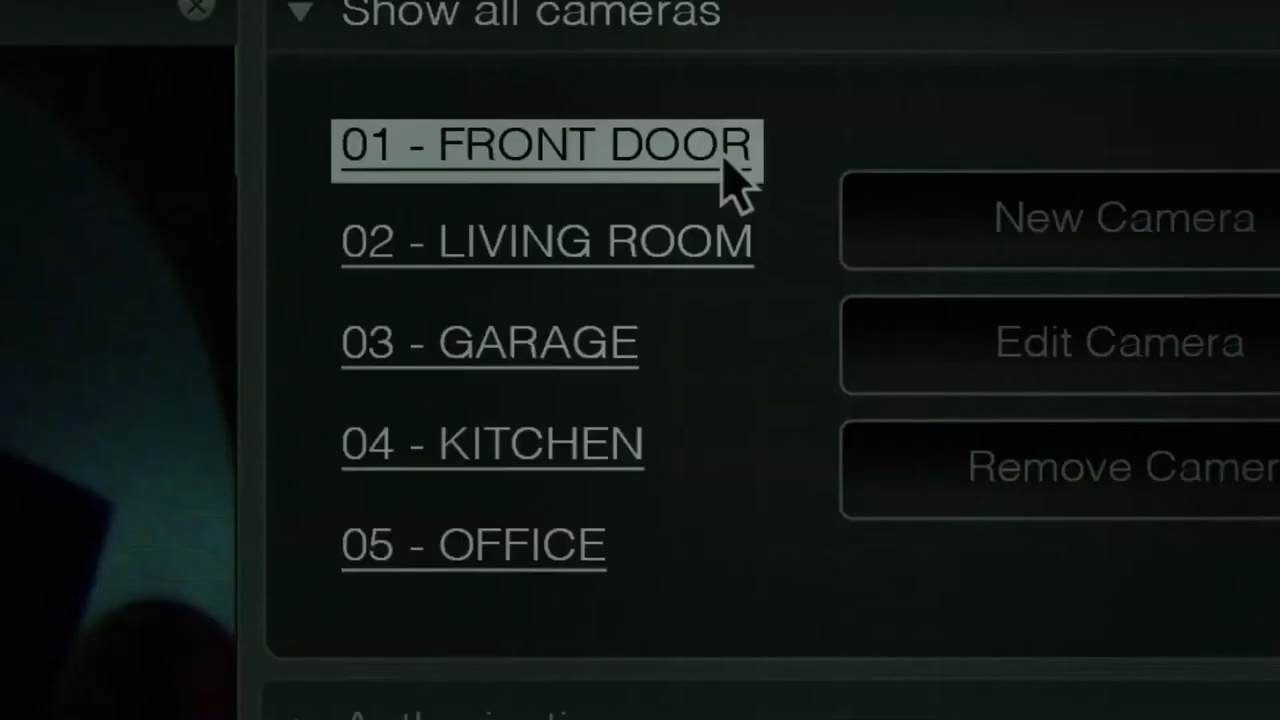 Show all cameras
01 - FRONT DOOR
02 - LIVING ROOM
New Camera
03 - GARAGE
Edit Camera
04 - KITCHEN
Remove Camer
05 - OFFICE